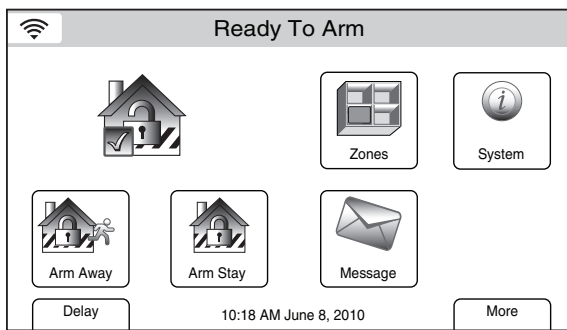 Ready To Arm
Zones
System
Arm Away
Arm Stay
Message
Delay
10:18 AM June 8, 2010
More